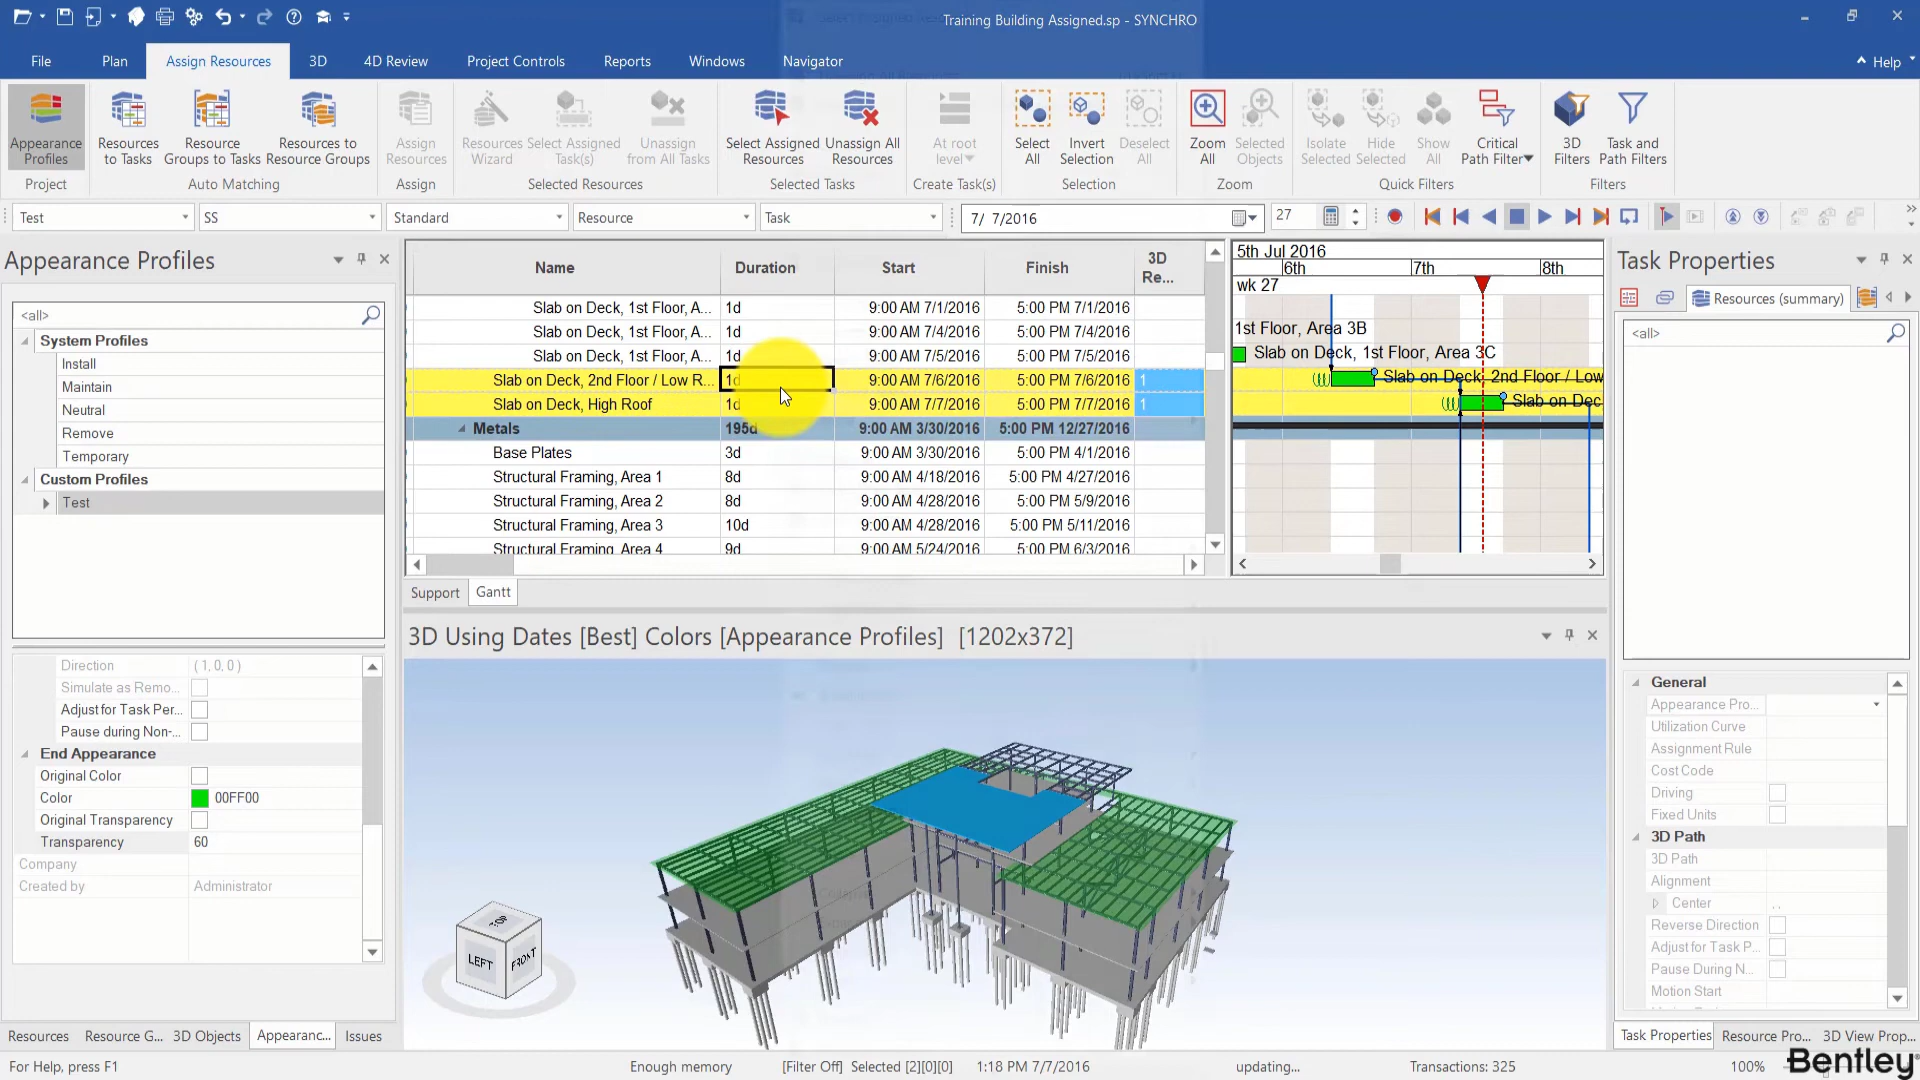 Training Building Assigned.sp - SYNCHRO
File Plan Assign Resources 3D 4D Review Project Controls Reports Windows Navigator Help
Appearance Profiles
Resources to Tasks
Resource Groups to Tasks
Resources to Resource Groups
Assign Resources
Resources Wizard
Select Assigned Task(s)
Unassign from All Tasks
Select Assigned Resources
Unassign All Resources
At root level
Select All
Invert Selection
Deselect All
Zoom All
Selected Objects
Isolate Selected
Hide Selected
Show All
Critical Path Filter
3D Filters
Task and Path Filters
Project Auto Matching Assign Selected Resources Selected Tasks Create Task(s) Selection Zoom Quick Filters Filters
Test SS Standard Resource Task 7/ 7/2016 27
Appearance Profiles
<all>
System Profiles
Install
Maintain
Neutral
Remove
Temporary
Custom Profiles
Test
Direction (1, 0, 0)
Simulate as Remo...
Adjust for Task Per...
Pause during Non-...
End Appearance
Original Color
Color 00FF00
Original Transparency
Transparency 60
Company
Created by Administrator
Resources Resource G... 3D Objects Appearanc... Issues
Name Duration Start Finish 3D Re...
Slab on Deck, 1st Floor, A... 1d 9:00 AM 7/1/2016 5:00 PM 7/1/2016
Slab on Deck, 1st Floor, A... 1d 9:00 AM 7/4/2016 5:00 PM 7/4/2016
Slab on Deck, 1st Floor, A... 1d 9:00 AM 7/5/2016 5:00 PM 7/5/2016
Slab on Deck, 2nd Floor / Low R... 1d 9:00 AM 7/6/2016 5:00 PM 7/6/2016 1
Slab on Deck, High Roof 1d 9:00 AM 7/7/2016 5:00 PM 7/7/2016 1
Metals 195d 9:00 AM 3/30/2016 5:00 PM 12/27/2016
Base Plates 3d 9:00 AM 3/30/2016 5:00 PM 4/1/2016
Structural Framing, Area 1 8d 9:00 AM 4/18/2016 5:00 PM 4/27/2016
Structural Framing, Area 2 8d 9:00 AM 4/28/2016 5:00 PM 5/9/2016
Structural Framing, Area 3 10d 9:00 AM 4/28/2016 5:00 PM 5/11/2016
Structural Framing, Area 4 9d 9:00 AM 5/24/2016 5:00 PM 6/3/2016
Support Gantt
5th Jul 2016
6th 7th 8th
wk 27
1st Floor, Area 3B
Slab on Deck, 1st Floor, Area 3C
Slab on Deck, 2nd Floor / Low
Slab on Dec
3D Using Dates [Best] Colors [Appearance Profiles] [1202x372]
LEFT FRONT
Task Properties
Resources (summary)
<all>
General
Appearance Pro...
Utilization Curve
Assignment Rule
Cost Code
Driving
Fixed Units
3D Path
3D Path
Alignment
Center , ,
Reverse Direction
Adjust for Task P...
Pause During N...
Motion Start
Task Properties Resource Pro... 3D View Prop...
For Help, press F1 Enough memory [Filter Off] Selected [2][0][0] 1:18 PM 7/7/2016 updating... Transactions: 325 100%
Bentley